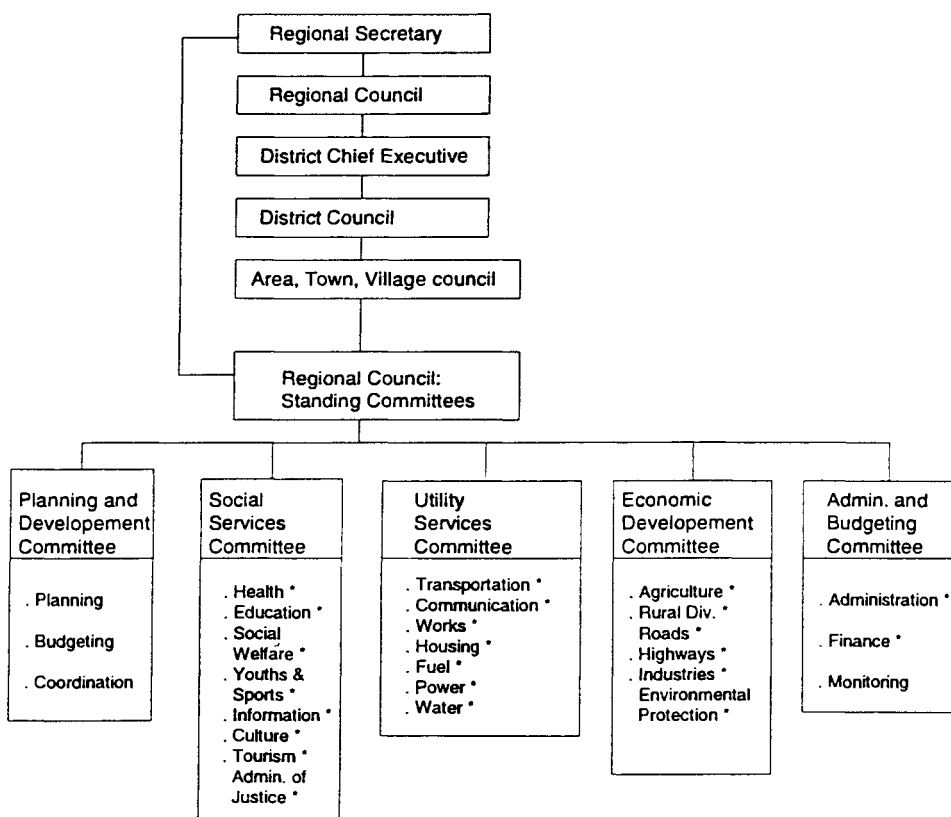 Regional Secretary
Regional Council
District Chief Executive
District Council
Area, Town, Village council
Regional Council:
Standing Committees
Planning and
Developement
Committee
. Planning
. Budgeting
. Coordination
Social
Services
Committee
. Health *
. Education *
. Social
Welfare *
. Youths &
Sports *
. Information *
. Culture *
. Tourism *
Admin. of
Justice *
Utility
Services
Committee
. Transportation *
. Communication *
. Works *
. Housing *
. Fuel *
. Power *
. Water *
Economic
Developement
Committee
. Agriculture *
. Rural Div.
Roads *
. Highways *
. Industries *
Environmental
Protection *
Admin. and
Budgeting
Committee
. Administration *
. Finance *
. Monitoring